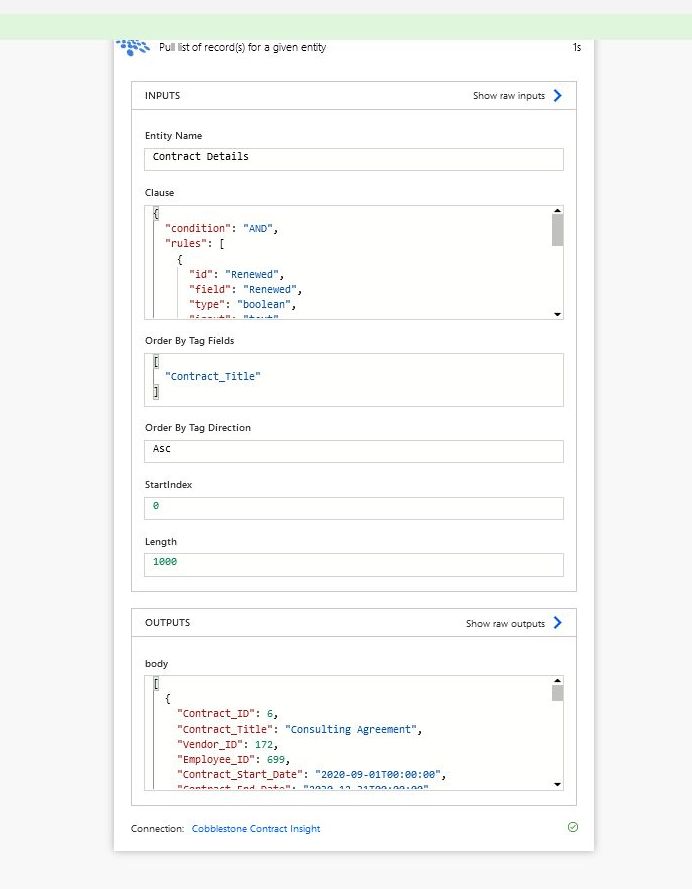 Pull list of record(s) for a given entity 1s
INPUTS Show raw inputs
Entity Name
Contract Details
Clause
{
"condition": "AND",
"rules": [
{
"id": "Renewed",
"field": "Renewed",
"type": "boolean",
"input": "text"
Order By Tag Fields
[
"Contract_Title"
]
Order By Tag Direction
Asc
StartIndex
0
Length
1000
OUTPUTS Show raw outputs
body
[
{
"Contract_ID": 6,
"Contract_Title": "Consulting Agreement",
"Vendor_ID": 172,
"Employee_ID": 699,
"Contract_Start_Date": "2020-09-01T00:00:00",
"Contract_End_Date":
Connection: Cobblestone Contract Insight